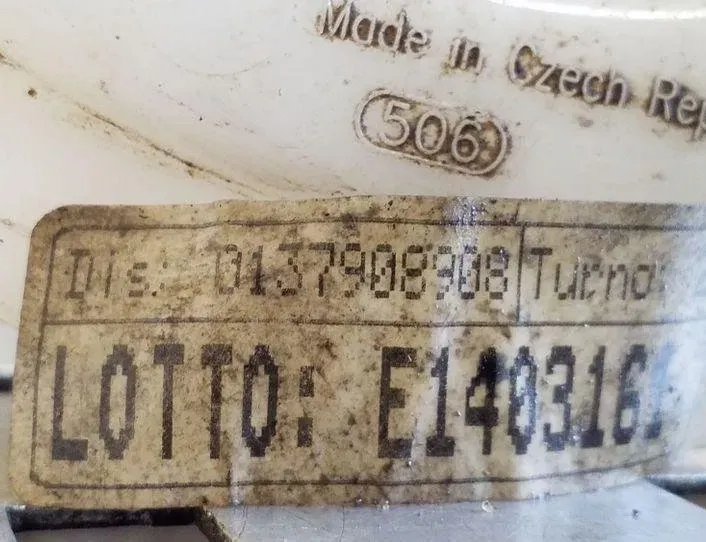 Made in Czech Rep
506
Dis.: 0137908908 Turno
LOTTO: E140316